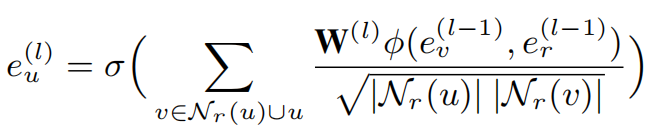 $e_u^{(l)} = \sigma\Big(\sum_{v \in \mathcal{N}_r(u) \cup u} \frac{\mathbf{W}^{(l)} \phi(e_v^{(l-1)}, e_r^{(l-1)})}{\sqrt{|\mathcal{N}_r(u)|\ |\mathcal{N}_r(v)|}}\Big)$